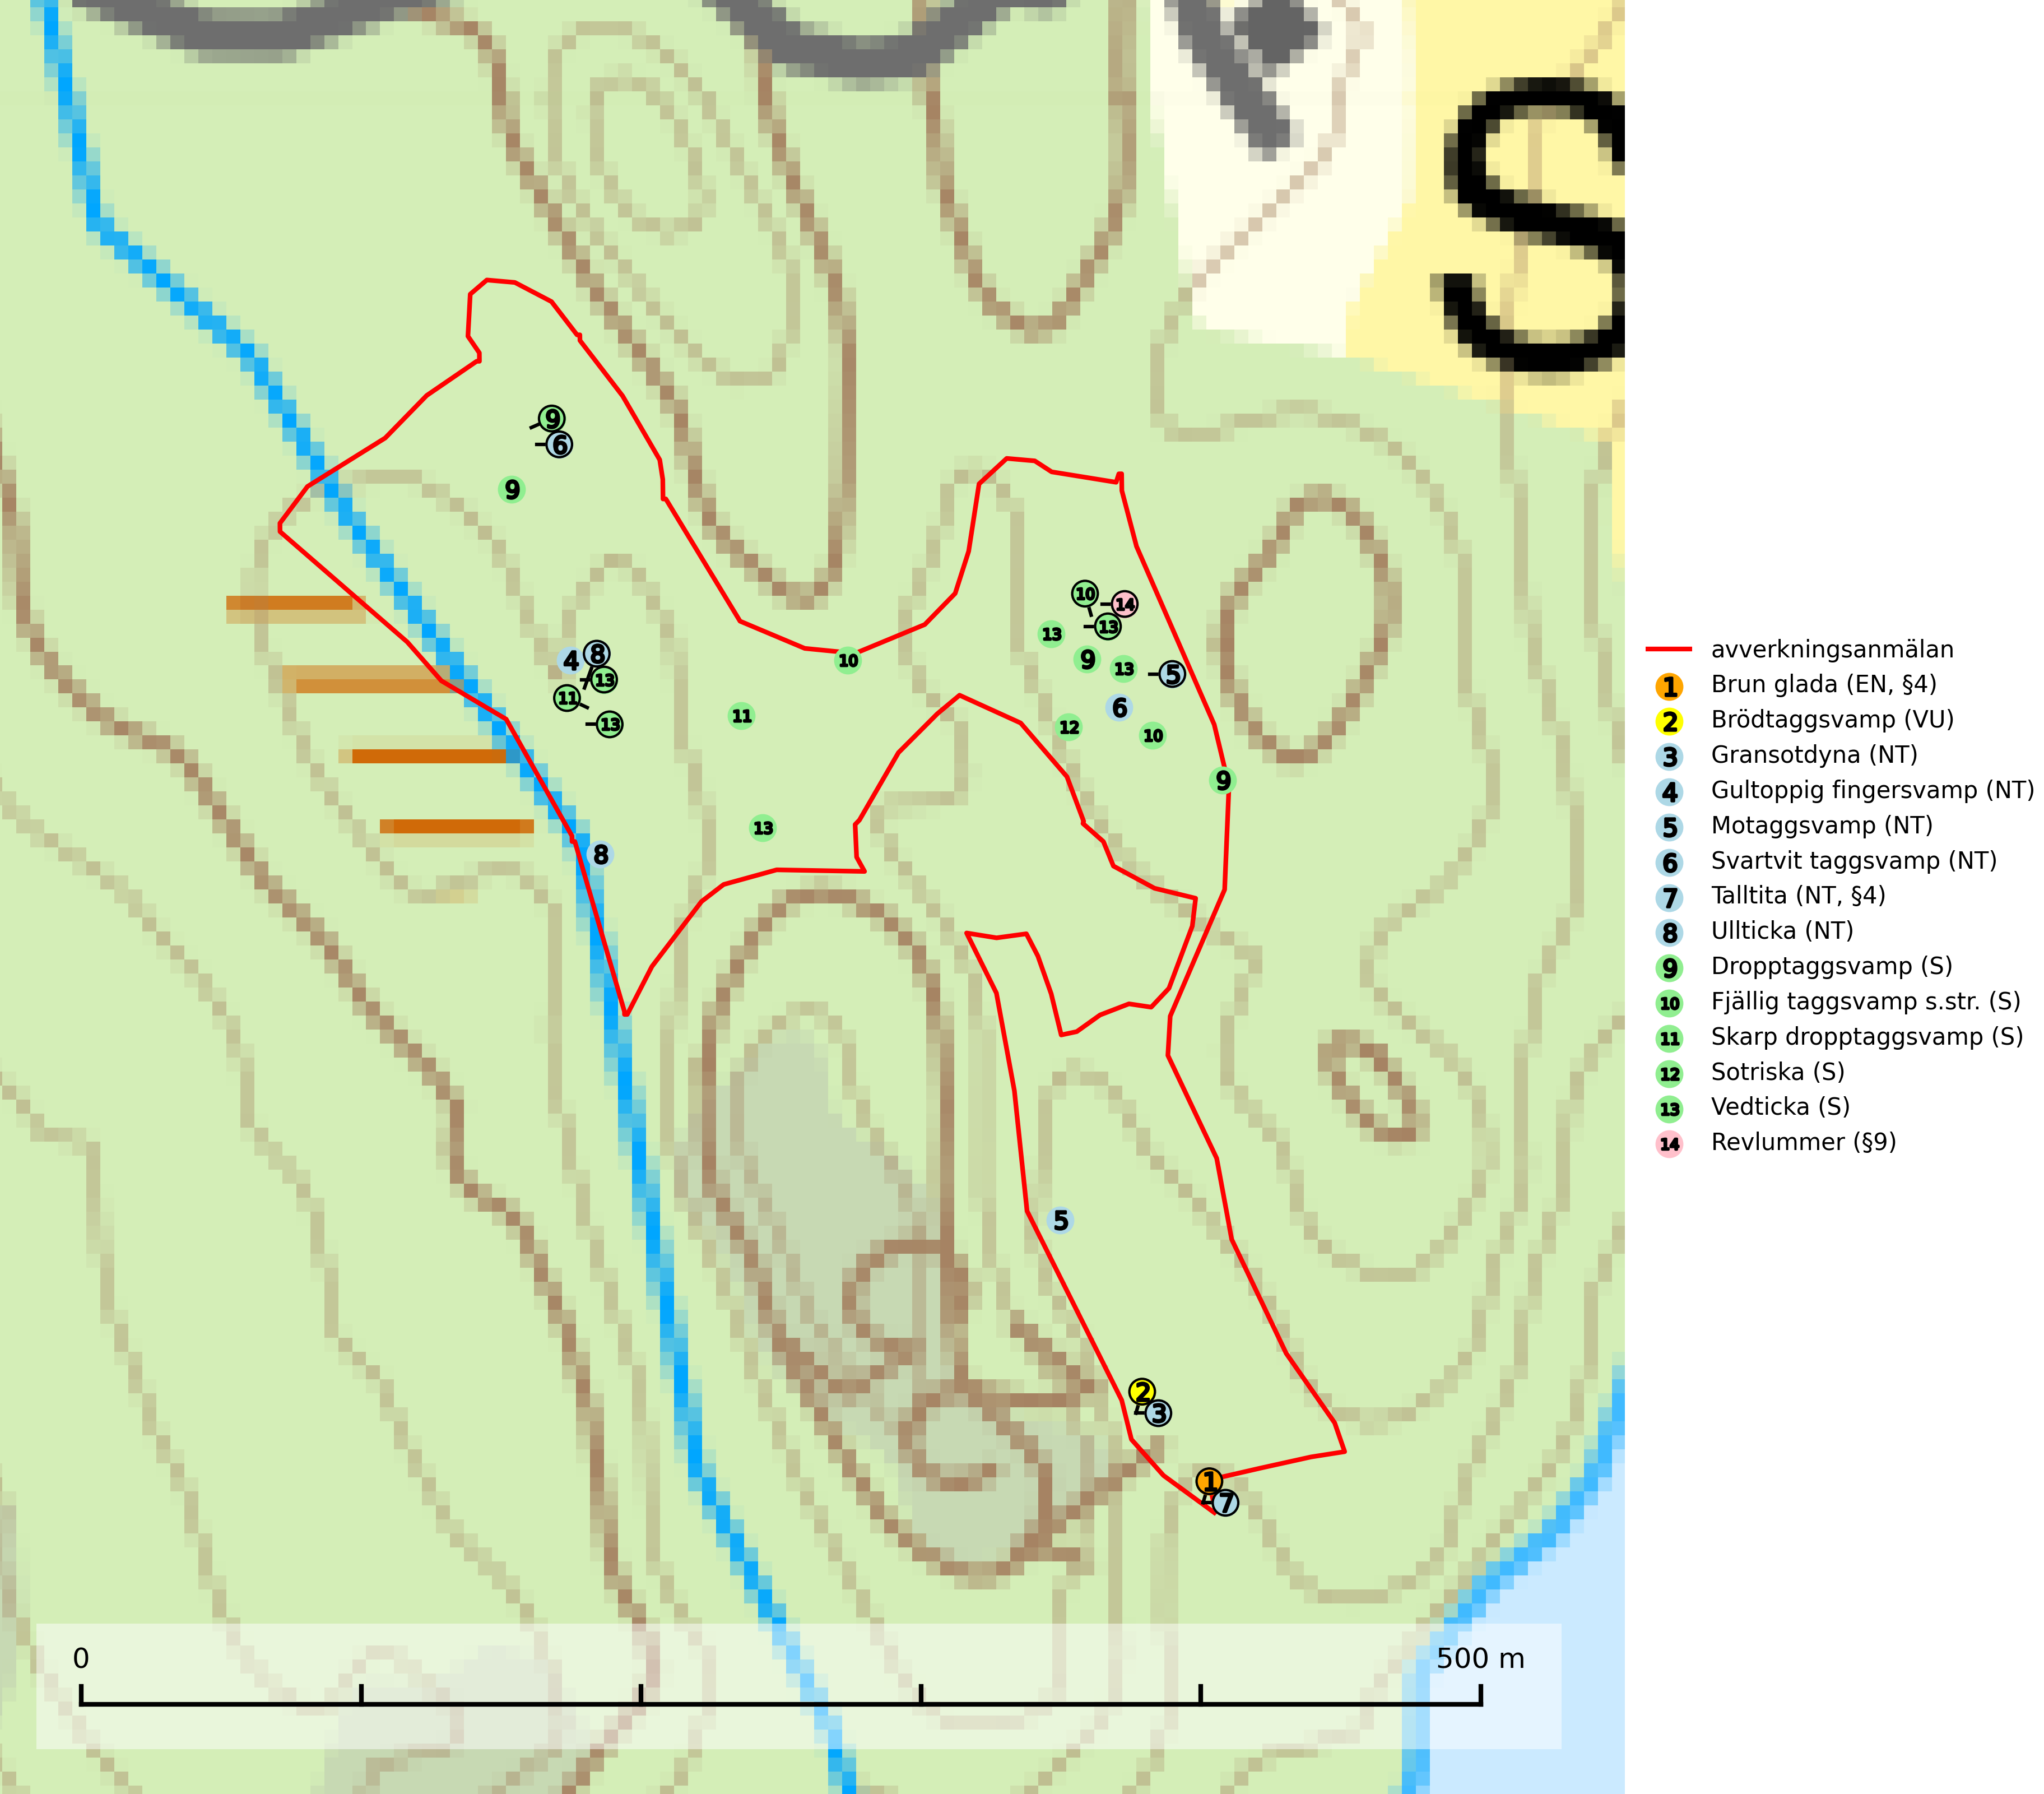 S
9
6
9
10
14
13
13
9
13
5
6
12
10
9
10
4
8
13
11
13
11
13
8
5
2
3
1
7
0
500 m
avverkningsanmälan
1 Brun glada (EN, §4)
2 Brödtaggsvamp (VU)
3 Gransotdyna (NT)
4 Gultoppig fingersvamp (NT)
5 Motaggsvamp (NT)
6 Svartvit taggsvamp (NT)
7 Talltita (NT, §4)
8 Ullticka (NT)
9 Dropptaggsvamp (S)
10 Fjällig taggsvamp s.str. (S)
11 Skarp dropptaggsvamp (S)
12 Sotriska (S)
13 Vedticka (S)
14 Revlummer (§9)